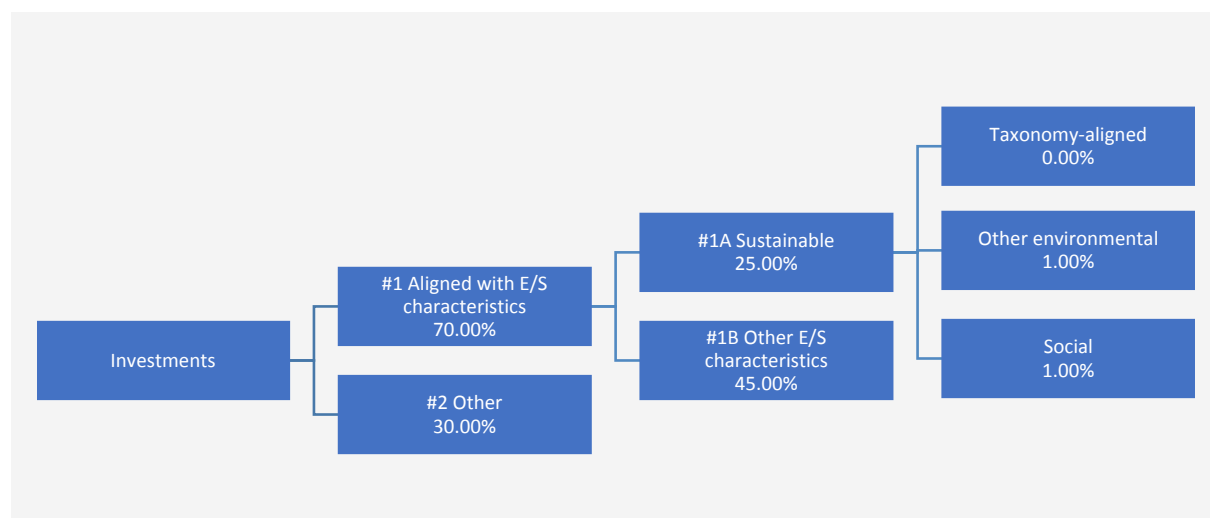 Investments
#1 Aligned with E/S
characteristics
70.00%
#2 Other
30.00%
#1A Sustainable
25.00%
#1B Other E/S
characteristics
45.00%
Taxonomy-aligned
0.00%
Other environmental
1.00%
Social
1.00%